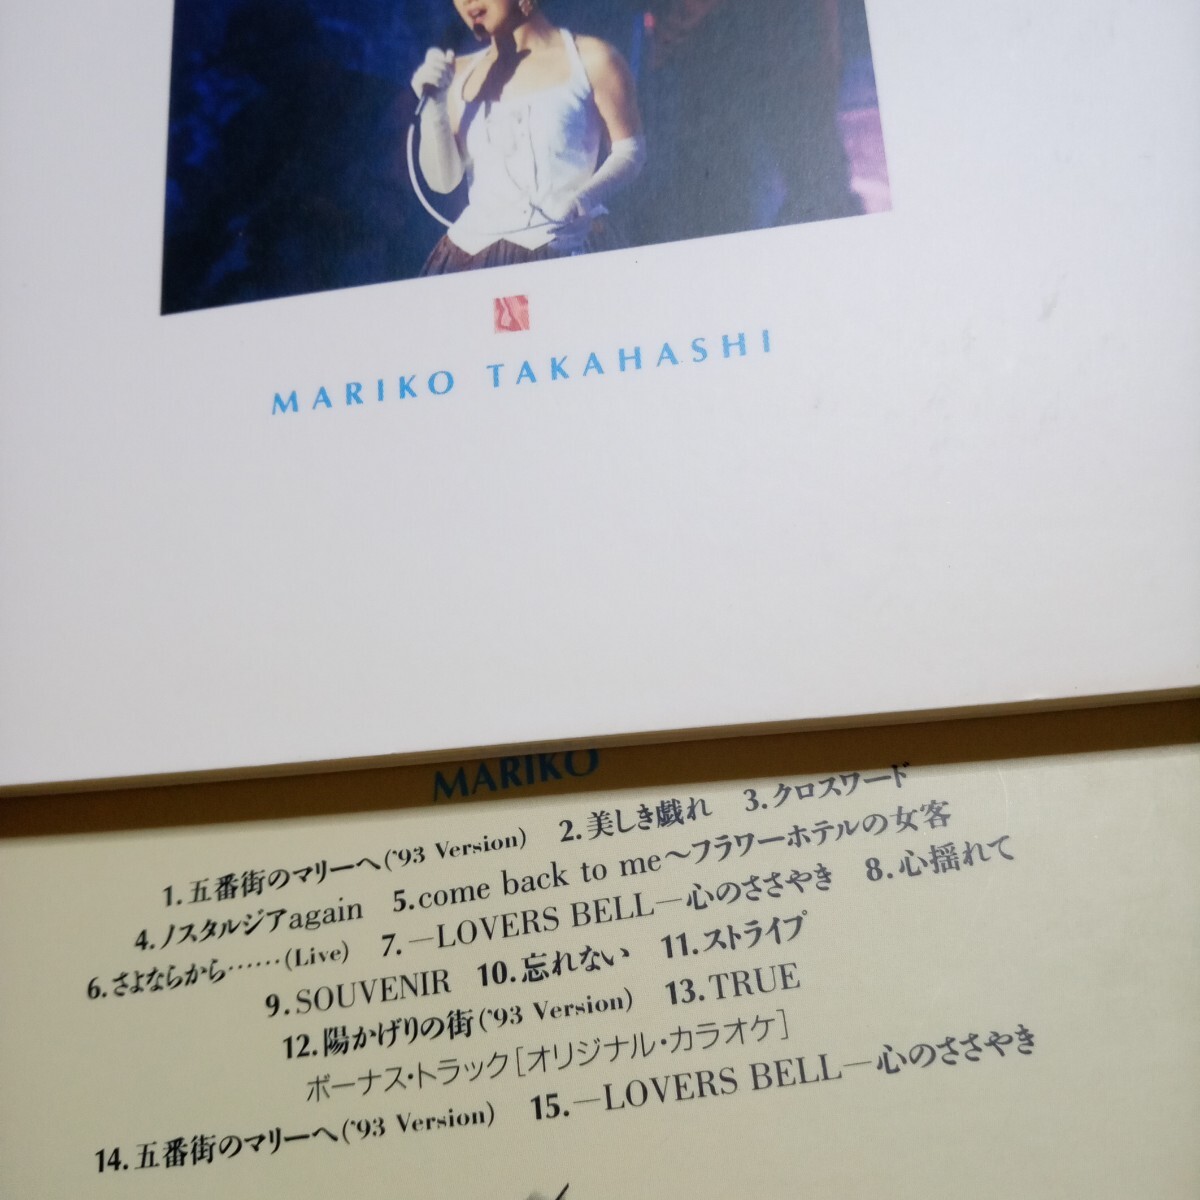 MARIKO TAKAHASHI
MARIKO
1.五番街のマリーへ('93 Version) 2.美しき戯れ 3.クロスワード
4.ノスタルジアagain 5.come back to me〜フラワーホテルの女客
6.さよならから……(Live) 7.—LOVERS BELL—心のささやき 8.心揺れて
9.SOUVENIR 10.忘れない 11.ストライプ
12.陽かげりの街('93 Version) 13.TRUE
ボーナス・トラック[オリジナル・カラオケ]
14.五番街のマリーへ('93 Version) 15.—LOVERS BELL—心のささやき